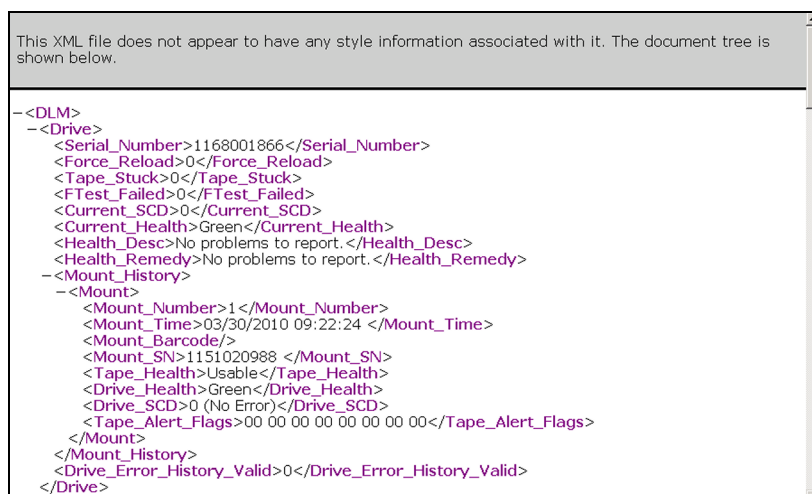 This XML file does not appear to have any style information associated with it. The document tree is
shown below.
−<DLM>
−<Drive>
<Serial_Number>1168001866</Serial_Number>
<Force_Reload>0</Force_Reload>
<Tape_Stuck>0</Tape_Stuck>
<FTest_Failed>0</FTest_Failed>
<Current_SCD>0</Current_SCD>
<Current_Health>Green</Current_Health>
<Health_Desc>No problems to report.</Health_Desc>
<Health_Remedy>No problems to report.</Health_Remedy>
−<Mount_History>
−<Mount>
<Mount_Number>1</Mount_Number>
<Mount_Time>03/30/2010 09:22:24 </Mount_Time>
<Mount_Barcode/>
<Mount_SN>1151020988 </Mount_SN>
<Tape_Health>Usable</Tape_Health>
<Drive_Health>Green</Drive_Health>
<Drive_SCD>0 (No Error)</Drive_SCD>
<Tape_Alert_Flags>00 00 00 00 00 00 00 00</Tape_Alert_Flags>
</Mount>
</Mount_History>
<Drive_Error_History_Valid>0</Drive_Error_History_Valid>
</Drive>